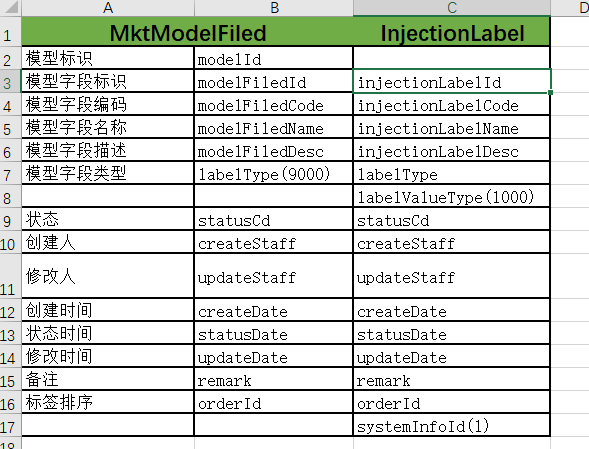 A B C D
1 MktModelFiled InjectionLabel
2 模型标识 modelId
3 模型字段标识 modelFiledId injectionLabelId
4 模型字段编码 modelFiledCode injectionLabelCode
5 模型字段名称 modelFiledName injectionLabelName
6 模型字段描述 modelFiledDesc injectionLabelDesc
7 模型字段类型 labelType(9000) labelType
8 labelValueType(1000)
9 状态 statusCd statusCd
10 创建人 createStaff createStaff
11 修改人 updateStaff updateStaff
12 创建时间 createDate createDate
13 状态时间 statusDate statusDate
14 修改时间 updateDate updateDate
15 备注 remark remark
16 标签排序 orderId orderId
17 systemInfoId(1)
18